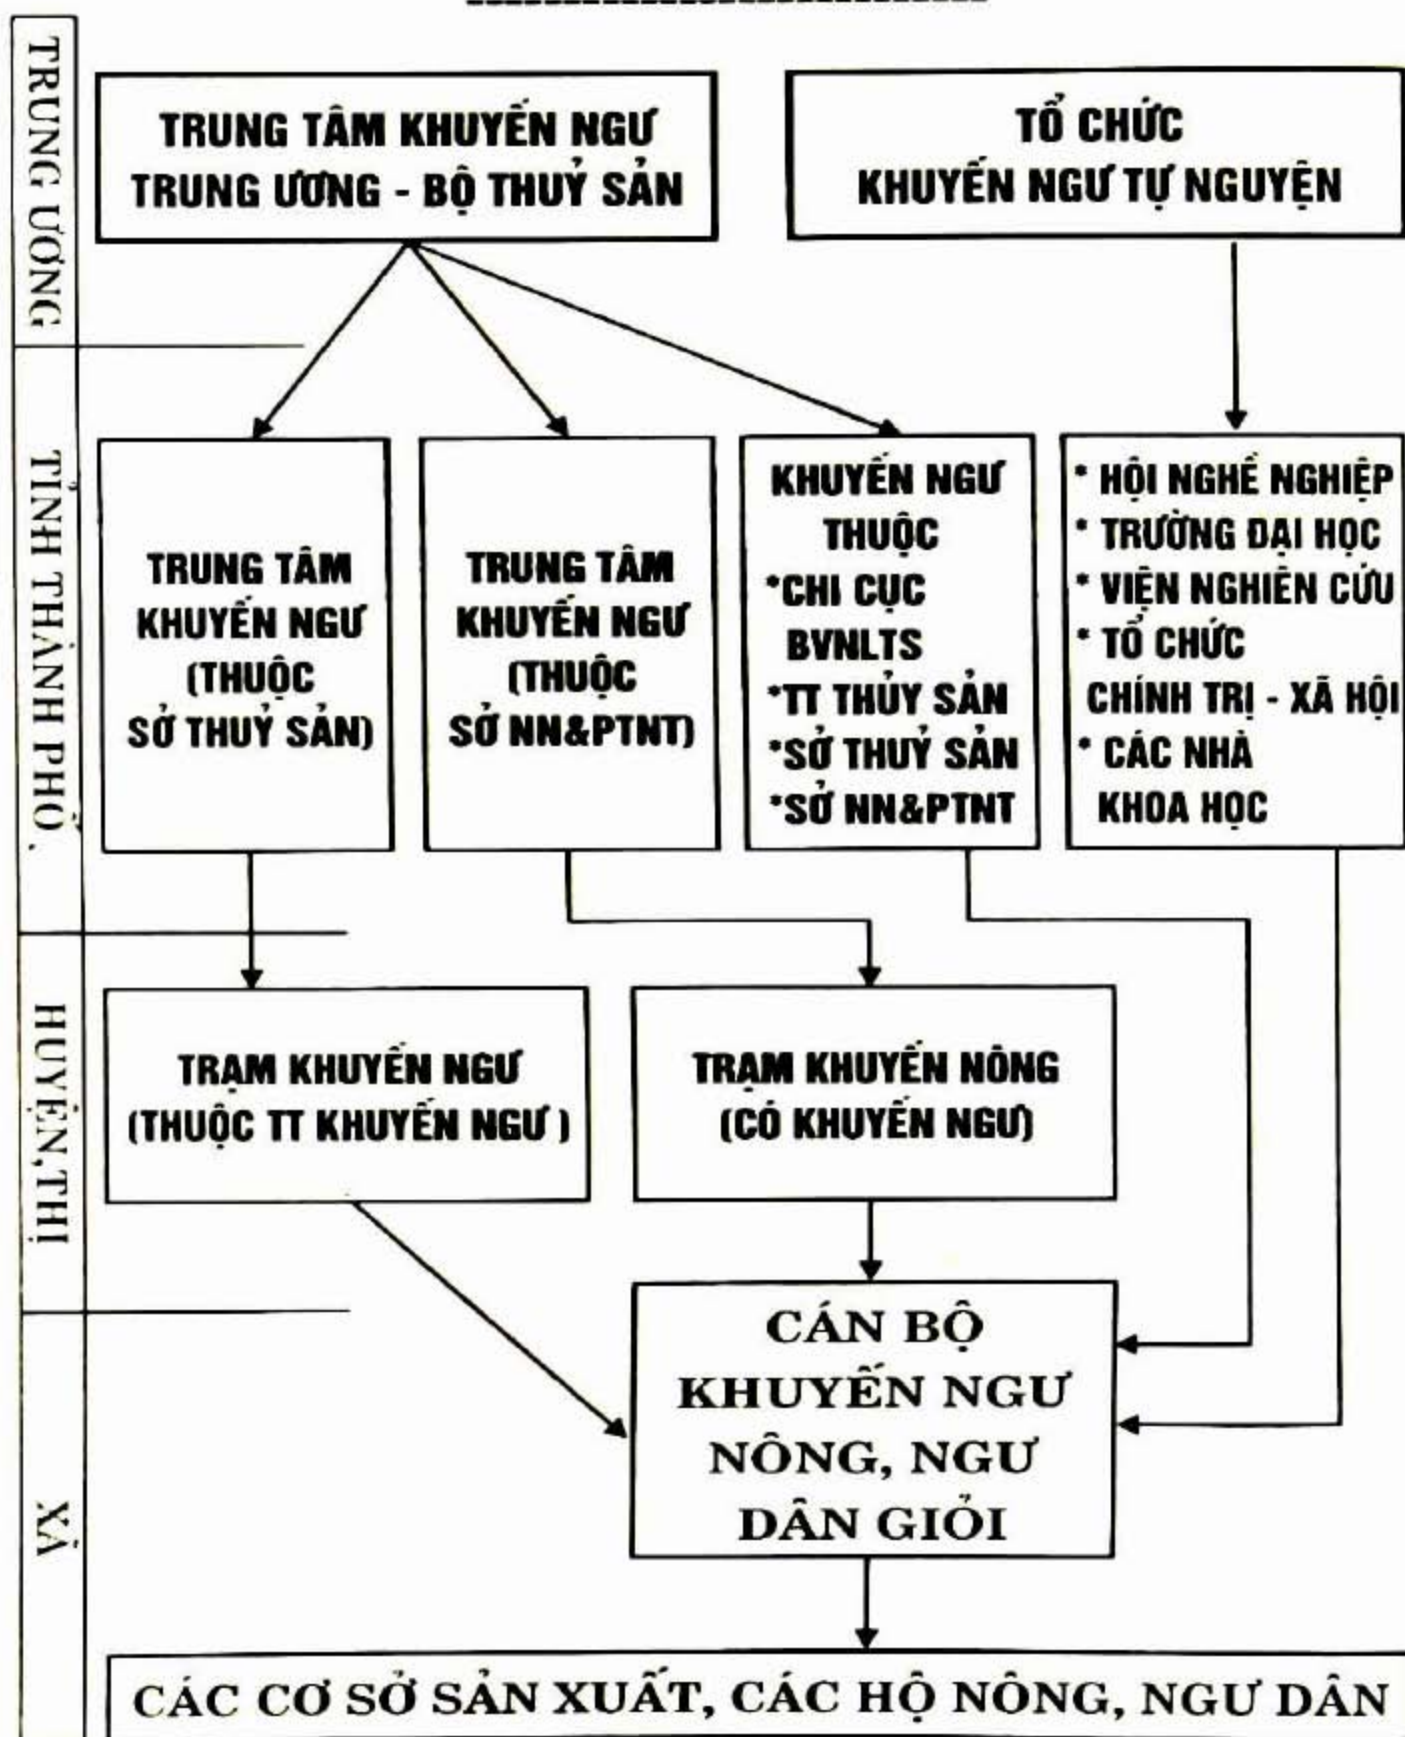 TRUNG ƯƠNG
TRUNG TÂM KHUYẾN NGƯ
TRUNG ƯƠNG - BỘ THUỶ SẢN
TỔ CHỨC
KHUYẾN NGƯ TỰ NGUYỆN
TỈNH THÀNH PHỐ.
TRUNG TÂM
KHUYẾN NGƯ
(THUỘC
SỞ THUỶ SẢN)
TRUNG TÂM
KHUYẾN NGƯ
(THUỘC
SỞ NN&PTNT)
KHUYẾN NGƯ
THUỘC
*CHI CỤC
BVNLTS
*TT THỦY SẢN
*SỞ THUỶ SẢN
*SỞ NN&PTNT
* HỘI NGHỀ NGHIỆP
* TRƯỜNG ĐẠI HỌC
* VIỆN NGHIÊN CỨU
* TỔ CHỨC
CHÍNH TRỊ - XÃ HỘI
* CÁC NHÀ
KHOA HỌC
HUYỆN,THỊ
TRẠM KHUYẾN NGƯ
(THUỘC TT KHUYẾN NGƯ )
TRẠM KHUYẾN NÔNG
(CÓ KHUYẾN NGƯ)
XÃ
CÁN BỘ
KHUYẾN NGƯ
NÔNG, NGƯ
DÂN GIỎI
CÁC CƠ SỞ SẢN XUẤT, CÁC HỘ NÔNG, NGƯ DÂN